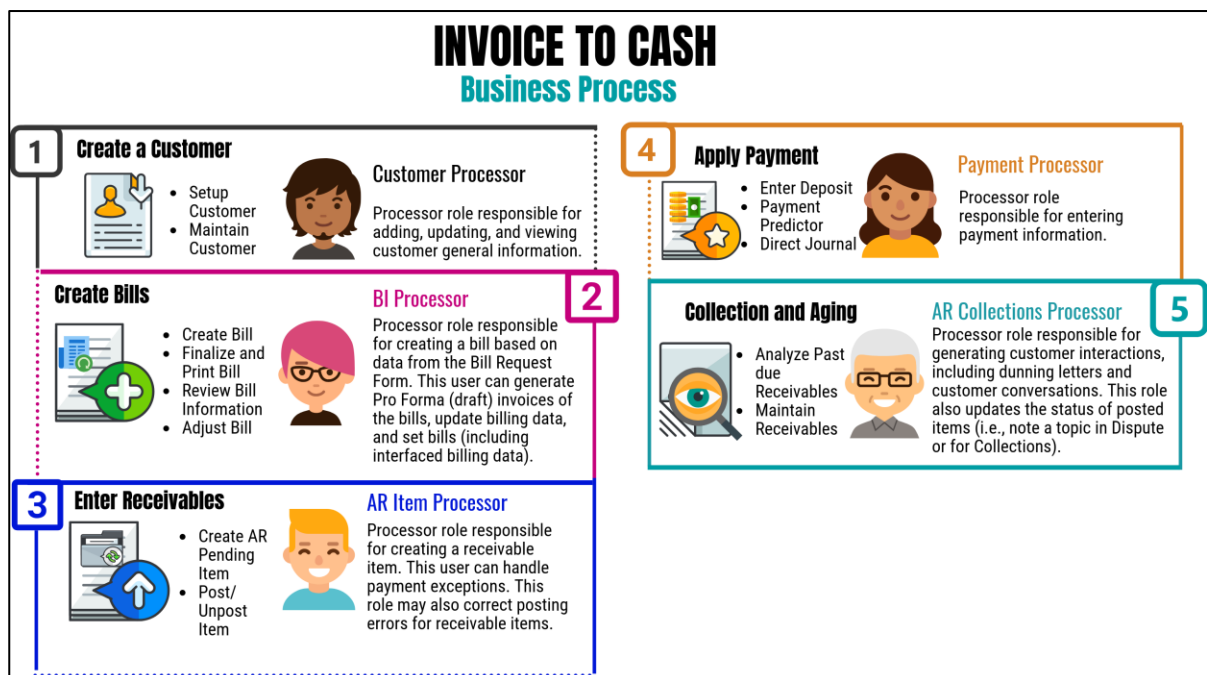 INVOICE TO CASH
Business Process
1
Create a Customer
• Setup
Customer
• Maintain
Customer
Customer Processor
Processor role responsible for
adding, updating, and viewing
customer general information.
2
Create Bills
• Create Bill
• Finalize and
Print Bill
• Review Bill
Information
• Adjust Bill
BI Processor
Processor role responsible
for creating a bill based on
data from the Bill Request
Form. This user can generate
Pro Forma (draft) invoices of
the bills, update billing data,
and set bills (including
interfaced billing data).
3
Enter Receivables
• Create AR
Pending
Item
• Post/
Unpost
Item
AR Item Processor
Processor role responsible
for creating a receivable
item. This user can handle
payment exceptions. This
role may also correct posting
errors for receivable items.
4
Apply Payment
• Enter Deposit
• Payment
Predictor
• Direct Journal
Payment Processor
Processor role
responsible for entering
payment information.
5
Collection and Aging
• Analyze Past
due
Receivables
• Maintain
Receivables
AR Collections Processor
Processor role responsible for
generating customer interactions,
including dunning letters and
customer conversations. This role
also updates the status of posted
items (i.e., note a topic in Dispute
or for Collections).